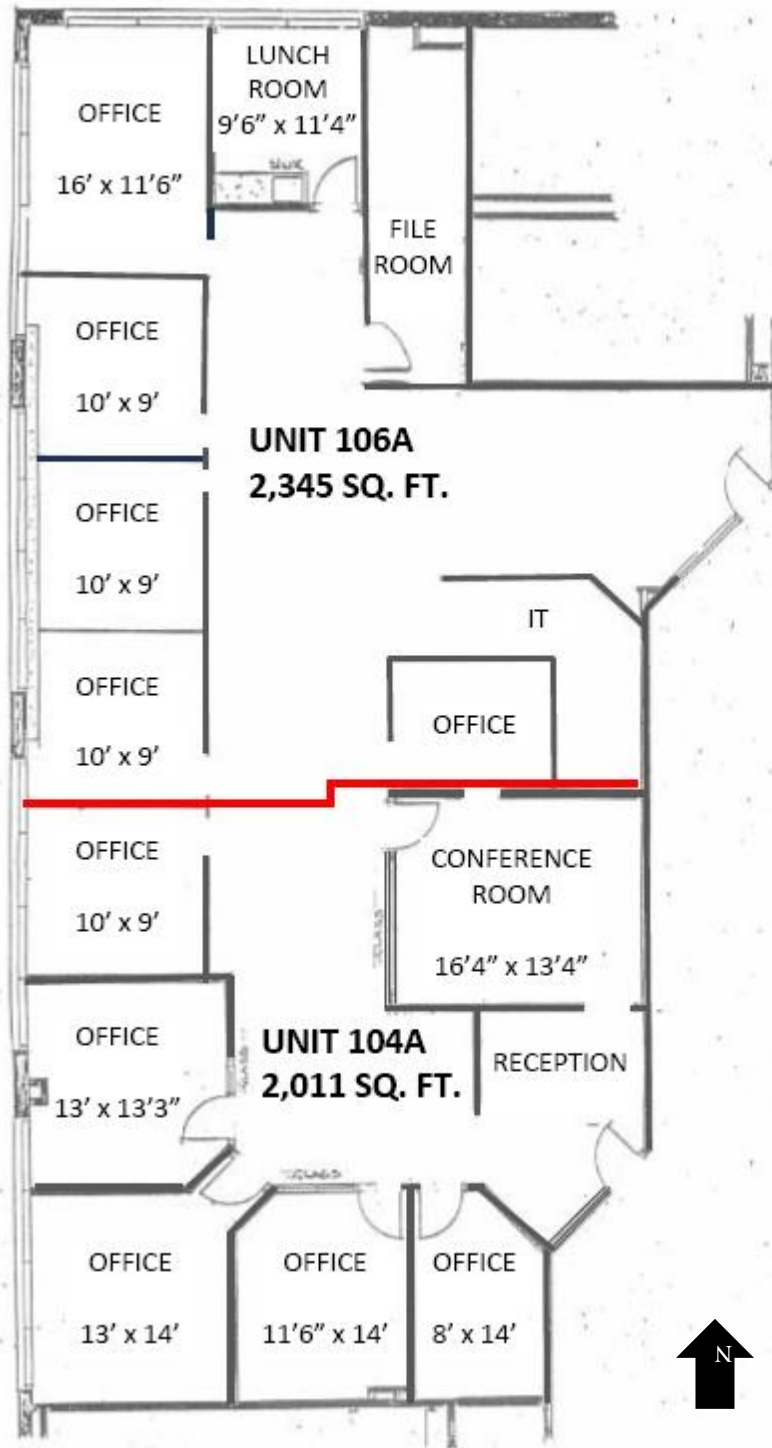 OFFICE
16’ x 11’6”
LUNCH
ROOM
9’6” x 11’4”
FILE
ROOM
OFFICE
10’ x 9’
UNIT 106A
2,345 SQ. FT.
OFFICE
10’ x 9’
IT
OFFICE
10’ x 9’
OFFICE
OFFICE
10’ x 9’
CONFERENCE
ROOM
16’4” x 13’4”
GLASS
OFFICE
13’ x 13’3”
GLASS
UNIT 104A
2,011 SQ. FT.
RECEPTION
GLASS
OFFICE
13’ x 14’
OFFICE
11’6” x 14’
OFFICE
8’ x 14’
N